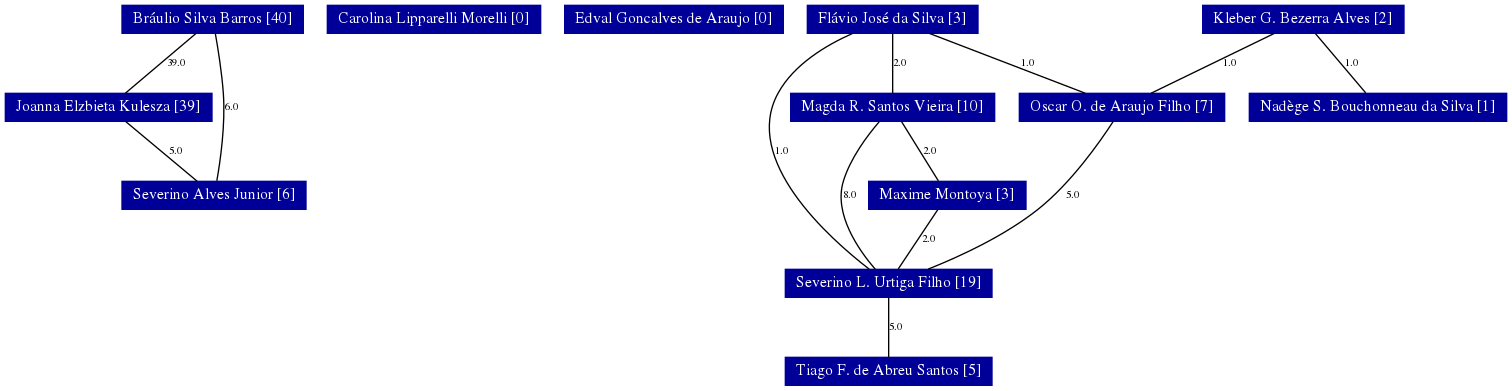 Bráulio Silva Barros [40]
Carolina Lipparelli Morelli [0]
Edval Goncalves de Araujo [0]
Flávio José da Silva [3]
Kleber G. Bezerra Alves [2]
39.0
2.0
1.0
1.0
1.0
Joanna Elzbieta Kulesza [39]
6.0
Magda R. Santos Vieira [10]
Oscar O. de Araujo Filho [7]
Nadège S. Bouchonneau da Silva [1]
5.0
1.0
2.0
Severino Alves Junior [6]
8.0
Maxime Montoya [3]
5.0
2.0
Severino L. Urtiga Filho [19]
5.0
Tiago F. de Abreu Santos [5]